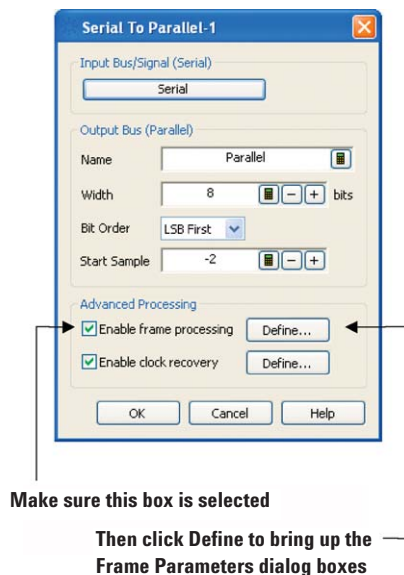 Serial To Parallel-1
Input Bus/Signal (Serial)
Serial
Output Bus (Parallel)
Name Parallel
Width 8 bits
Bit Order LSB First
Start Sample -2
Advanced Processing
Enable frame processing Define...
Enable clock recovery Define...
OK Cancel Help
Make sure this box is selected
Then click Define to bring up the
Frame Parameters dialog boxes